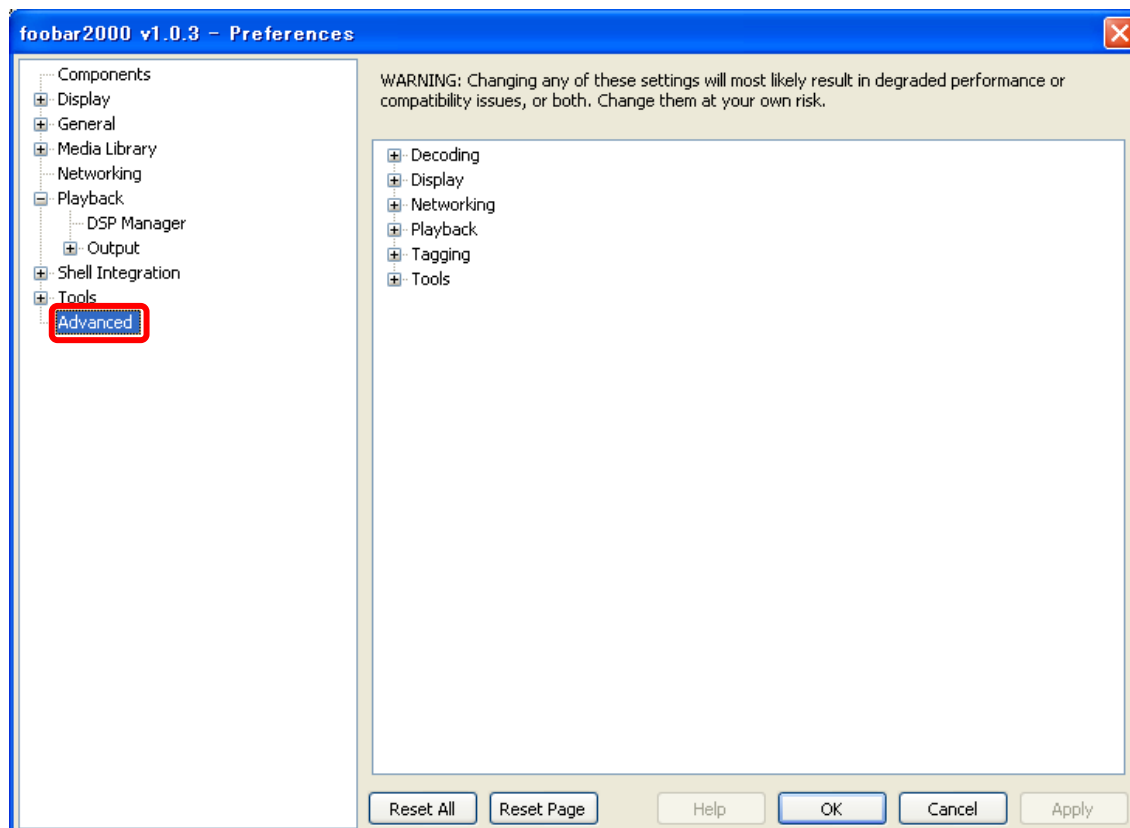 foobar2000 v1.0.3 - Preferences
Components
Display
General
Media Library
Networking
Playback
DSP Manager
Output
Shell Integration
Tools
Advanced
WARNING: Changing any of these settings will most likely result in degraded performance or
compatibility issues, or both. Change them at your own risk.
Decoding
Display
Networking
Playback
Tagging
Tools
Reset All
Reset Page
Help
OK
Cancel
Apply